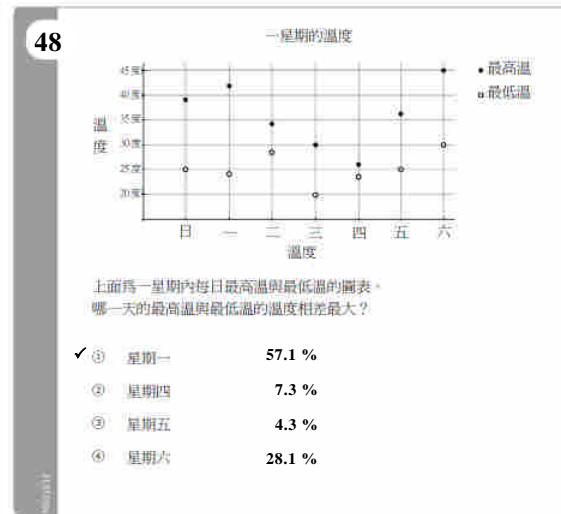 48
一星期的溫度
45度
40度
35度
30度
25度
20度
溫度
最高溫
最低溫
日 一 二 三 四 五 六
溫度
上面為一星期內每日最高溫與最低溫的圖表。
哪一天的最高溫與最低溫的溫度相差最大？
✓ ① 星期一 57.1 %
② 星期四 7.3 %
③ 星期五 4.3 %
④ 星期六 28.1 %